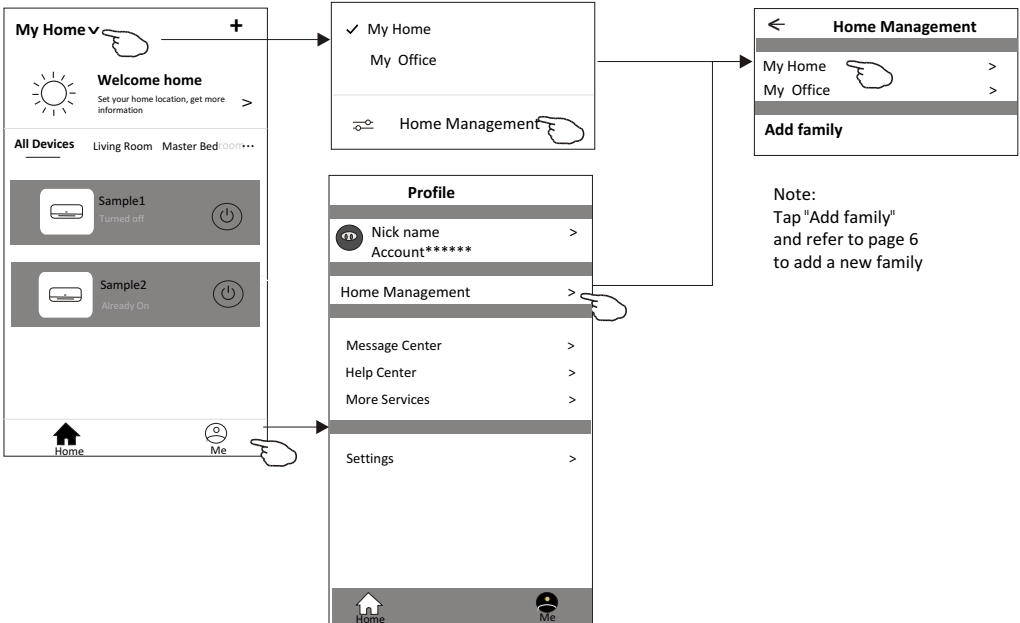 My Home
+
Welcome home
Set your home location, get more
information
>
All Devices Living Room Master Bedroom ···
Sample1
Turned off
Sample2
Already On
Home
Me
✓ My Home
My Office
Home Management
Profile
Nick name >
Account******
Home Management >
Message Center >
Help Center >
More Services >
Settings >
Home
Me
Home Management
My Home >
My Office >
Add family
Note:
Tap "Add family"
and refer to page 6
to add a new family